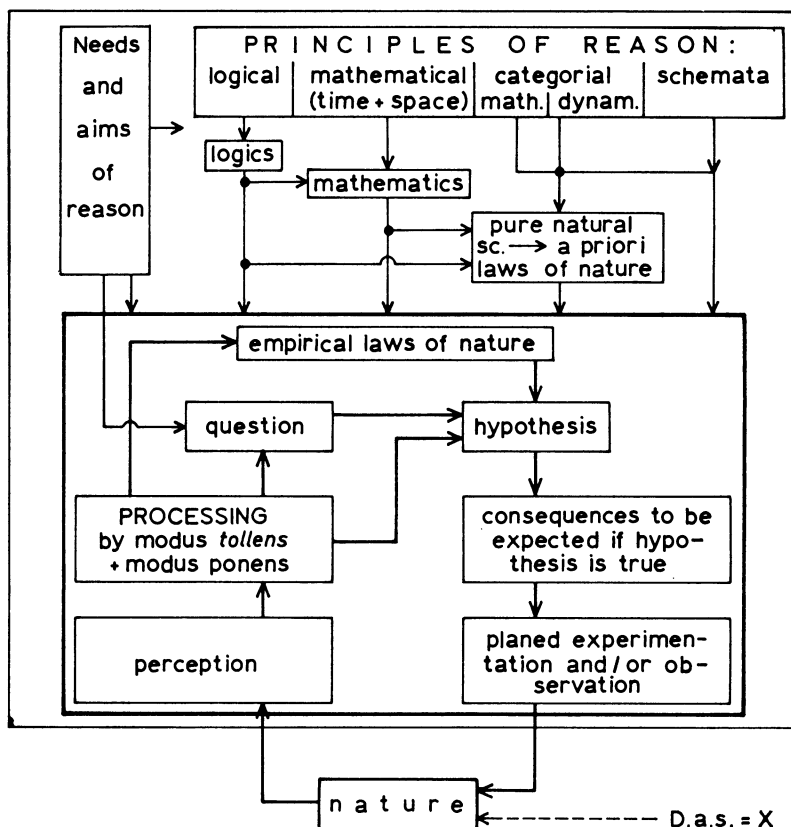 Needs
and
aims
of
reason
PRINCIPLES OF REASON:
logical
mathematical
(time + space)
categorial
math. dynam.
schemata
logics
mathematics
pure natural
sc. → a priori
laws of nature
empirical laws of nature
question
hypothesis
PROCESSING
by modus tollens
+ modus ponens
consequences to be
expected if hypo-
thesis is true
perception
planed experimen-
tation and/or ob-
servation
nature
D.a.s. = X